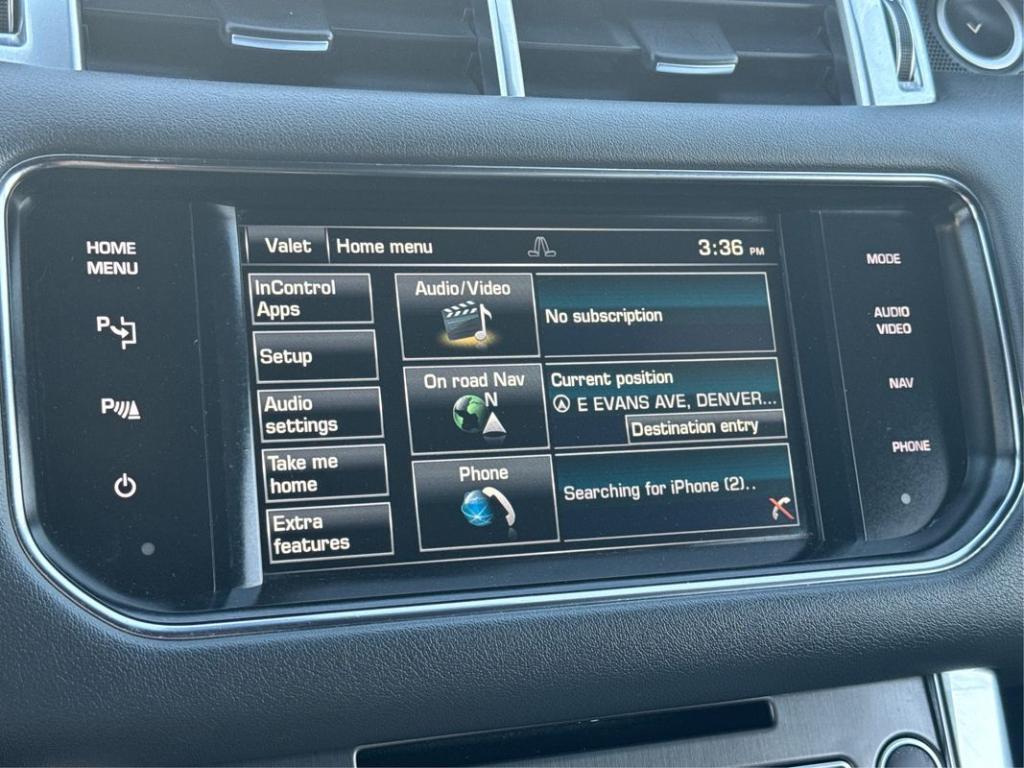 HOME
MENU
P
P
Valet
Home menu
3:36 PM
InControl
Apps
Setup
Audio
settings
Take me
home
Extra
features
Audio/Video
No subscription
On road Nav
N
Current position
E EVANS AVE, DENVER...
Destination entry
Phone
Searching for iPhone (2)..
MODE
AUDIO
VIDEO
NAV
PHONE